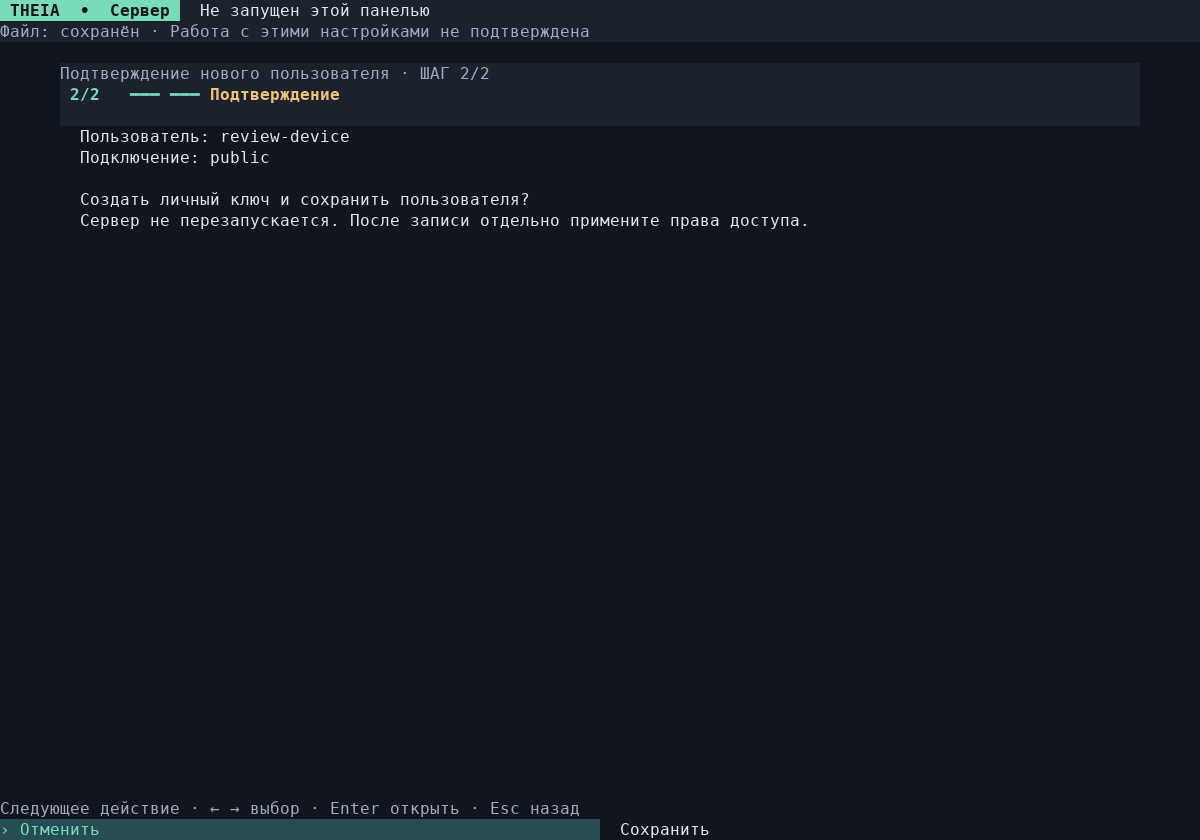 THEIA • Сервер Не запущен этой панелью
Файл: сохранён · Работа с этими настройками не подтверждена
Подтверждение нового пользователя · ШАГ 2/2
2/2 ━━━ ━━━ Подтверждение
Пользователь: review-device
Подключение: public
Создать личный ключ и сохранить пользователя?
Сервер не перезапускается. После записи отдельно примените права доступа.
Следующее действие · ← → выбор · Enter открыть · Esc назад
› Отменить Сохранить